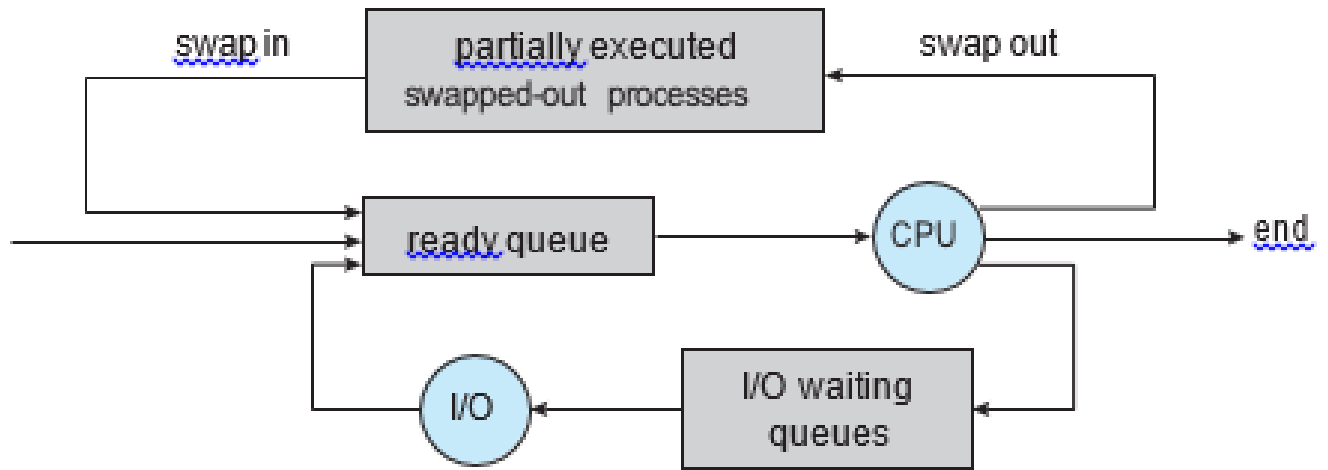 swap in
partially executed
swapped-out processes
swap out
ready queue
CPU
end
I/O
I/O waiting
queues